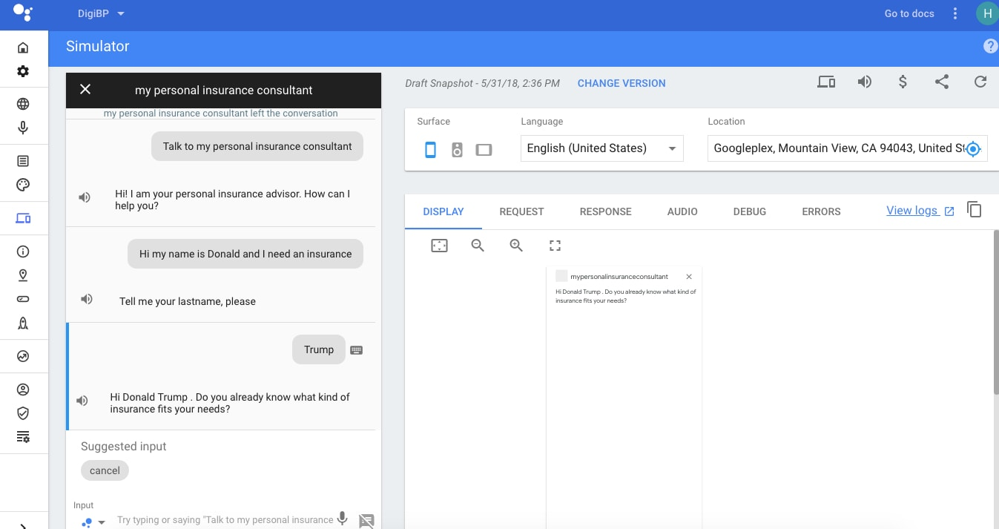 DigiBP
Go to docs
H
Simulator
?
my personal insurance consultant
my personal insurance consultant left the conversation
Talk to my personal insurance consultant
Hi! I am your personal insurance advisor. How can I
help you?
Hi my name is Donald and I need an insurance
Tell me your lastname, please
Trump
Hi Donald Trump . Do you already know what kind of
insurance fits your needs?
Suggested input
cancel
Input
Try typing or saying "Talk to my personal insurance
Draft Snapshot - 5/31/18, 2:36 PM
CHANGE VERSION
$
Surface
Language
Location
English (United States)
Googleplex, Mountain View, CA 94043, United St
DISPLAY
REQUEST
RESPONSE
AUDIO
DEBUG
ERRORS
View logs
mypersonalinsuranceconsultant
Hi Donald Trump . Do you already know what kind of
insurance fits your needs?